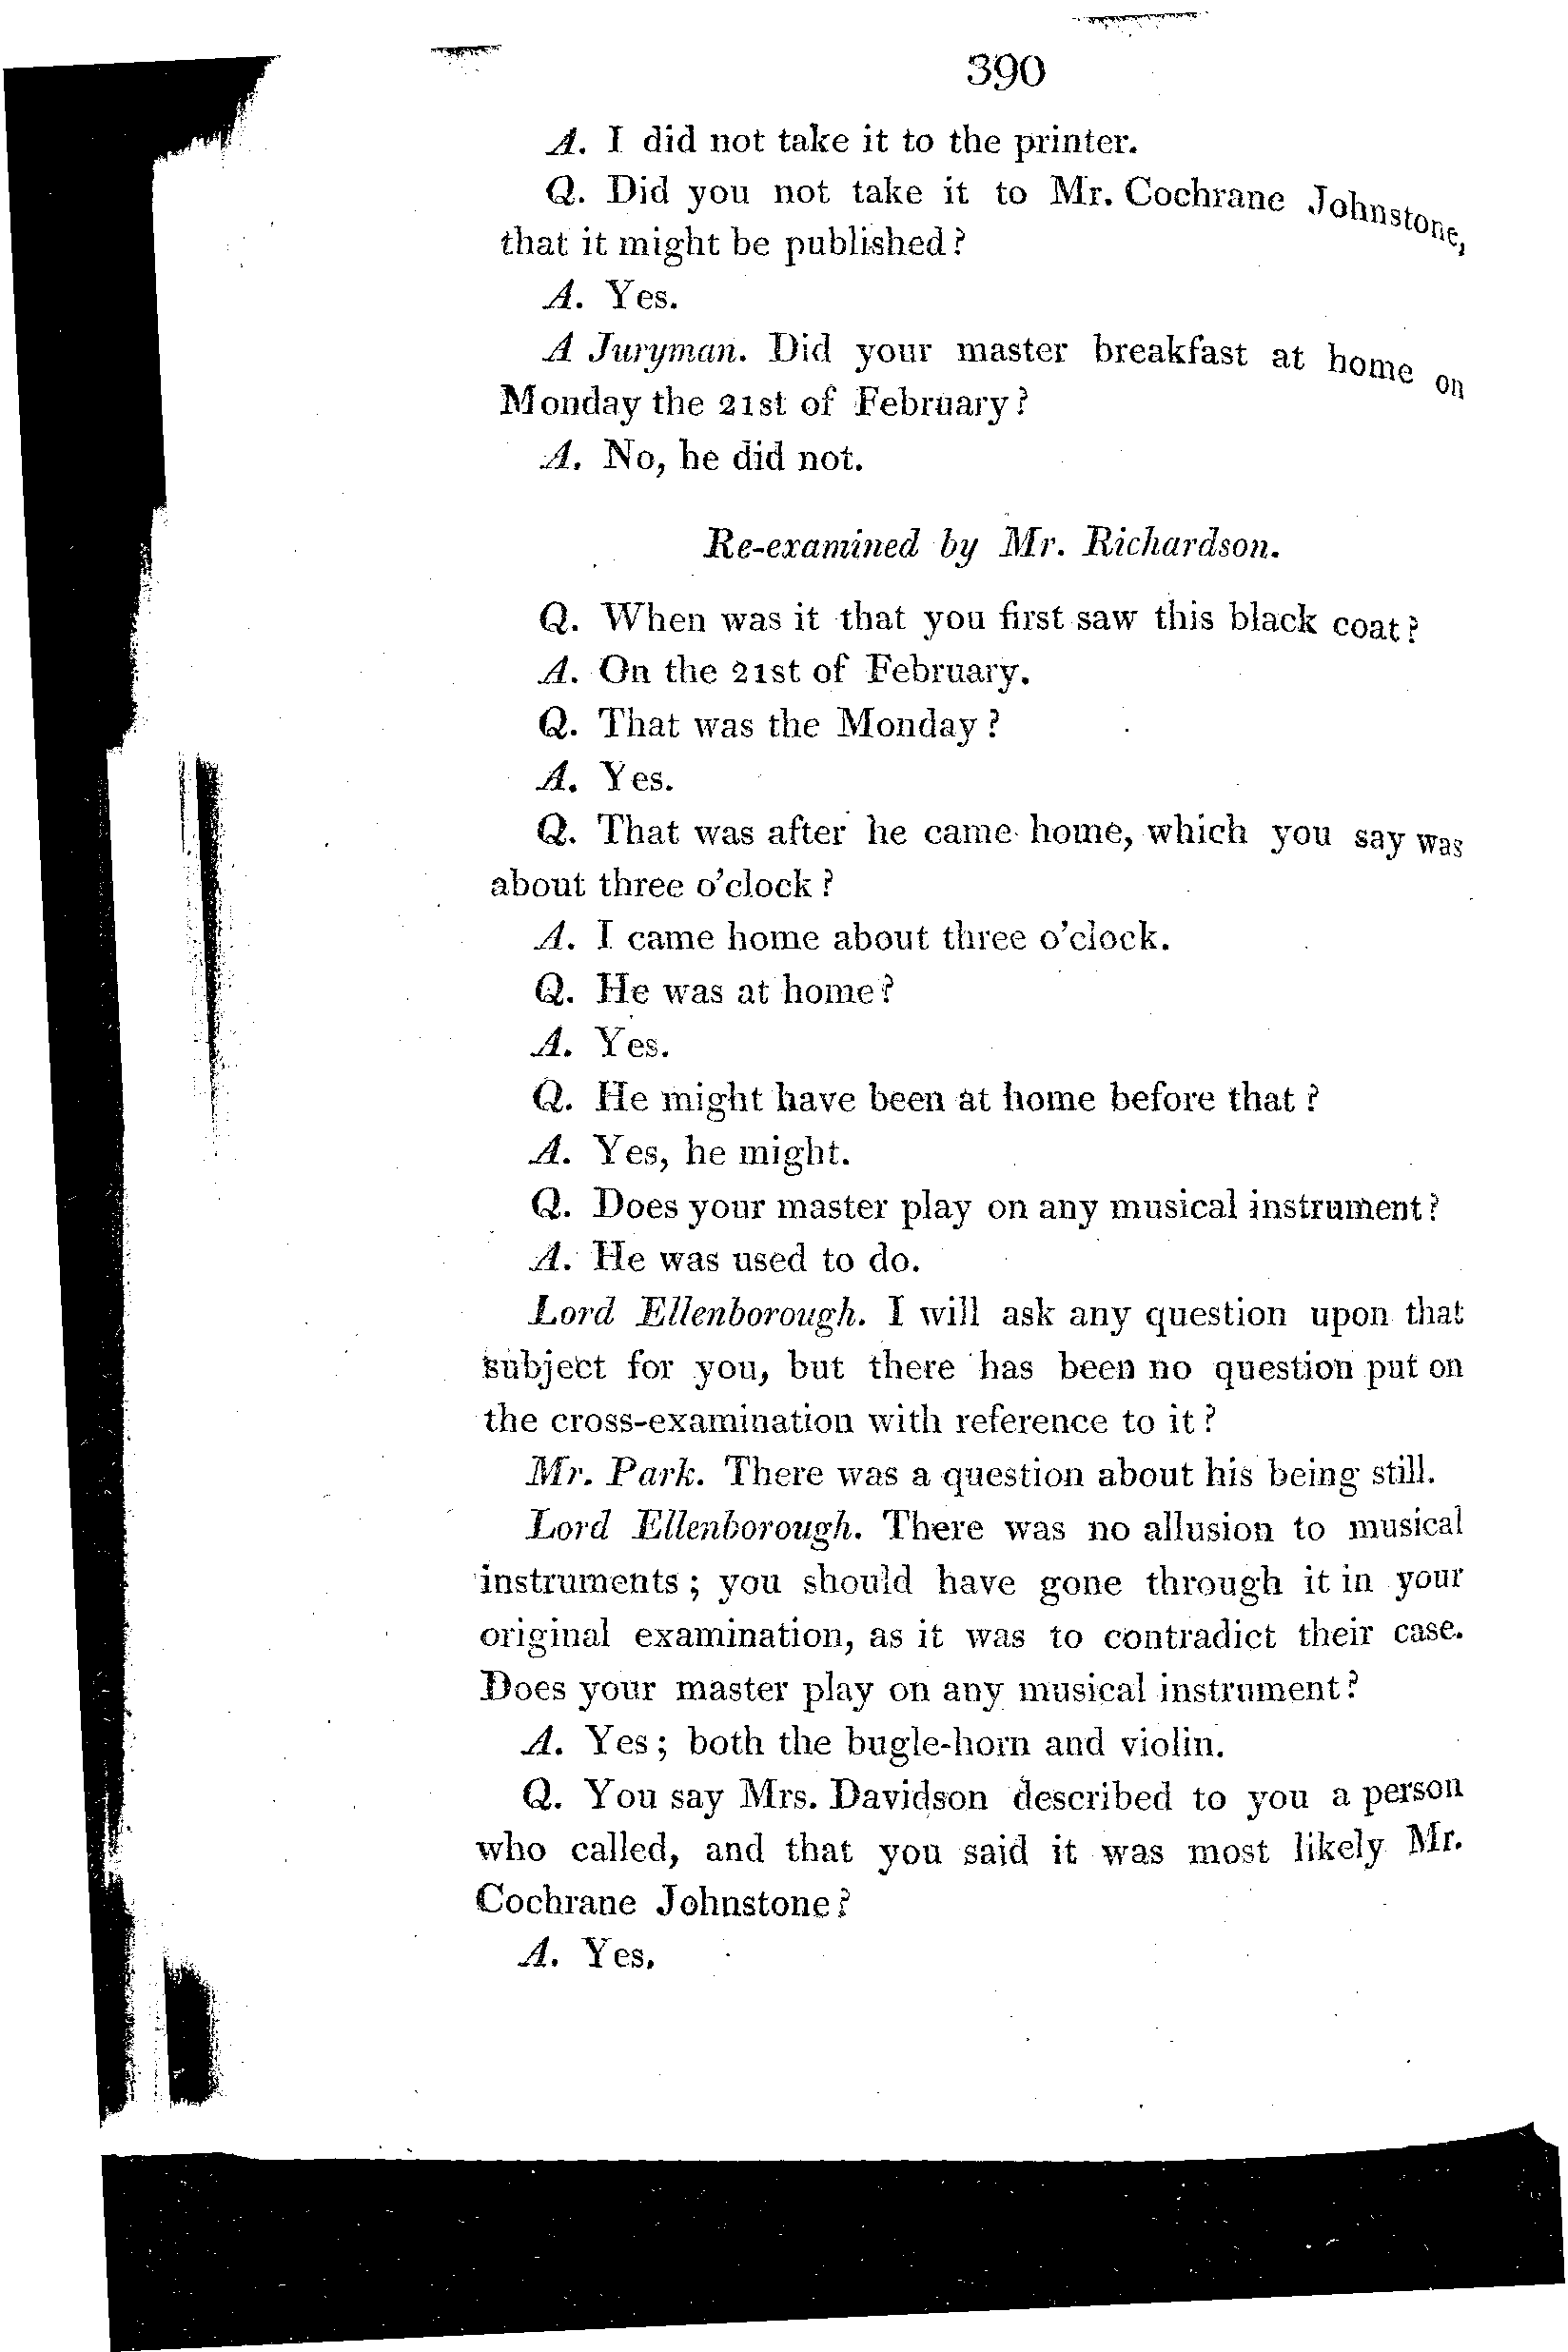 390
A. I did not take it to the printer.
Q. Did you not take it to Mr. Cochrane Johnstone,
that it might be published?
A. Yes.
A Juryman. Did your master breakfast at home on
Monday the 21st of February?
A. No, he did not.
Re-examined by Mr. Richardson.
Q. When was it that you first saw this black coat?
A. On the 21st of February.
Q. That was the Monday?
A. Yes.
Q. That was after he came home, which you say was
about three o'clock?
A. I came home about three o'clock.
Q. He was at home?
A. Yes.
Q. He might have been at home before that?
A. Yes, he might.
Q. Does your master play on any musical instrument?
A. He was used to do.
Lord Ellenborough. I will ask any question upon that
subject for you, but there has been no question put on
the cross-examination with reference to it?
Mr. Park. There was a question about his being still.
Lord Ellenborough. There was no allusion to musical
instruments; you should have gone through it in your
original examination, as it was to contradict their case.
Does your master play on any musical instrument?
A. Yes; both the bugle-horn and violin.
Q. You say Mrs. Davidson described to you a person
who called, and that you said it was most likely Mr.
Cochrane Johnstone?
A. Yes.